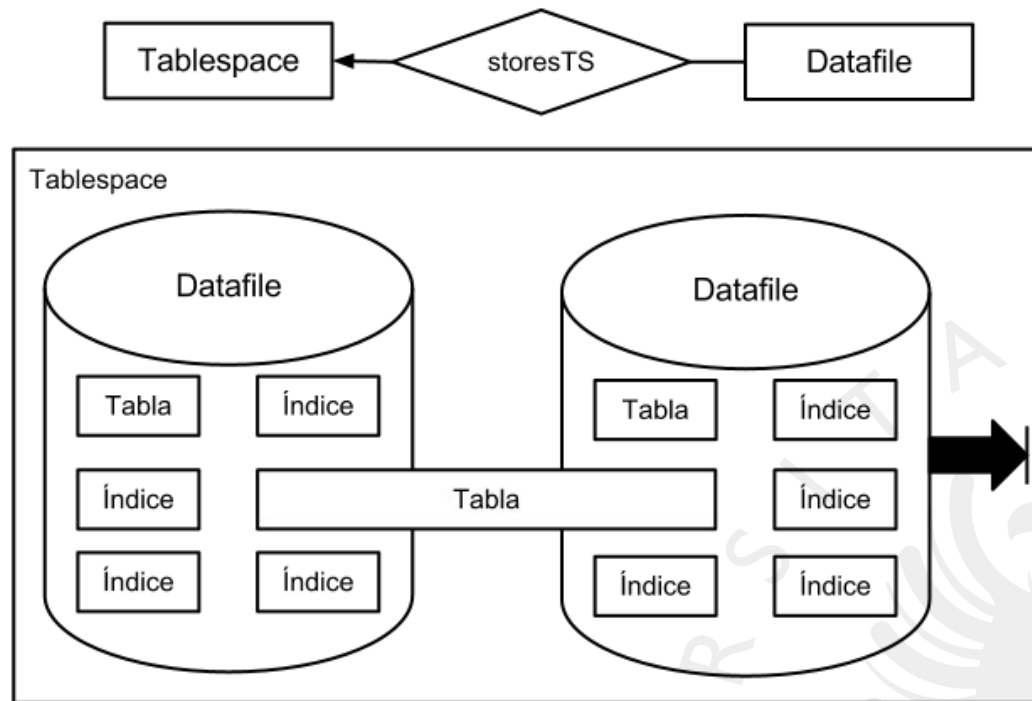 Tablespace
storesTS
Datafile
Tablespace
Datafile
Datafile
Tabla
Índice
Tabla
Índice
Índice
Tabla
Índice
Índice
Índice
Índice
Índice
R S I T A